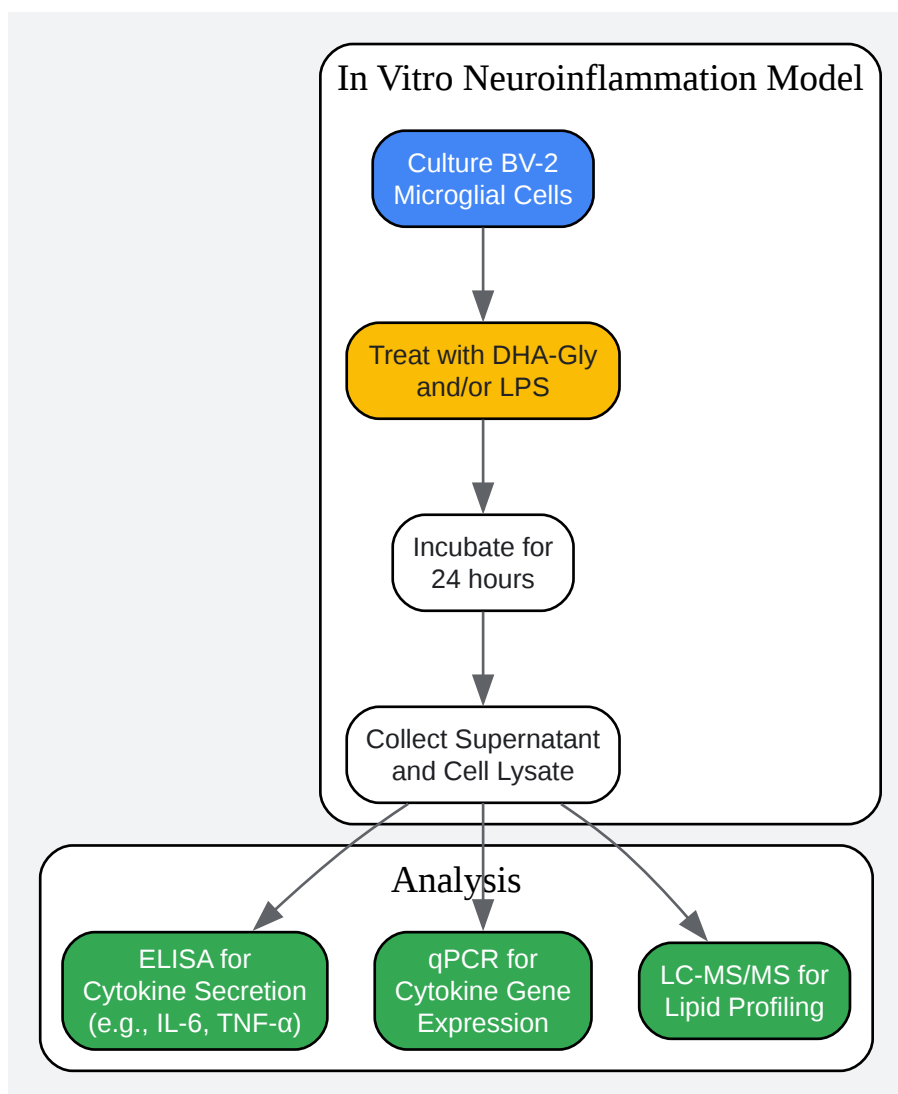 In Vitro Neuroinflammation Model
Culture BV-2
Microglial Cells
Treat with DHA-Gly
and/or LPS
Incubate for
24 hours
Collect Supernatant
and Cell Lysate
Analysis
ELISA for
Cytokine Secretion
(e.g., IL-6, TNF-α)
qPCR for
Cytokine Gene
Expression
LC-MS/MS for
Lipid Profiling